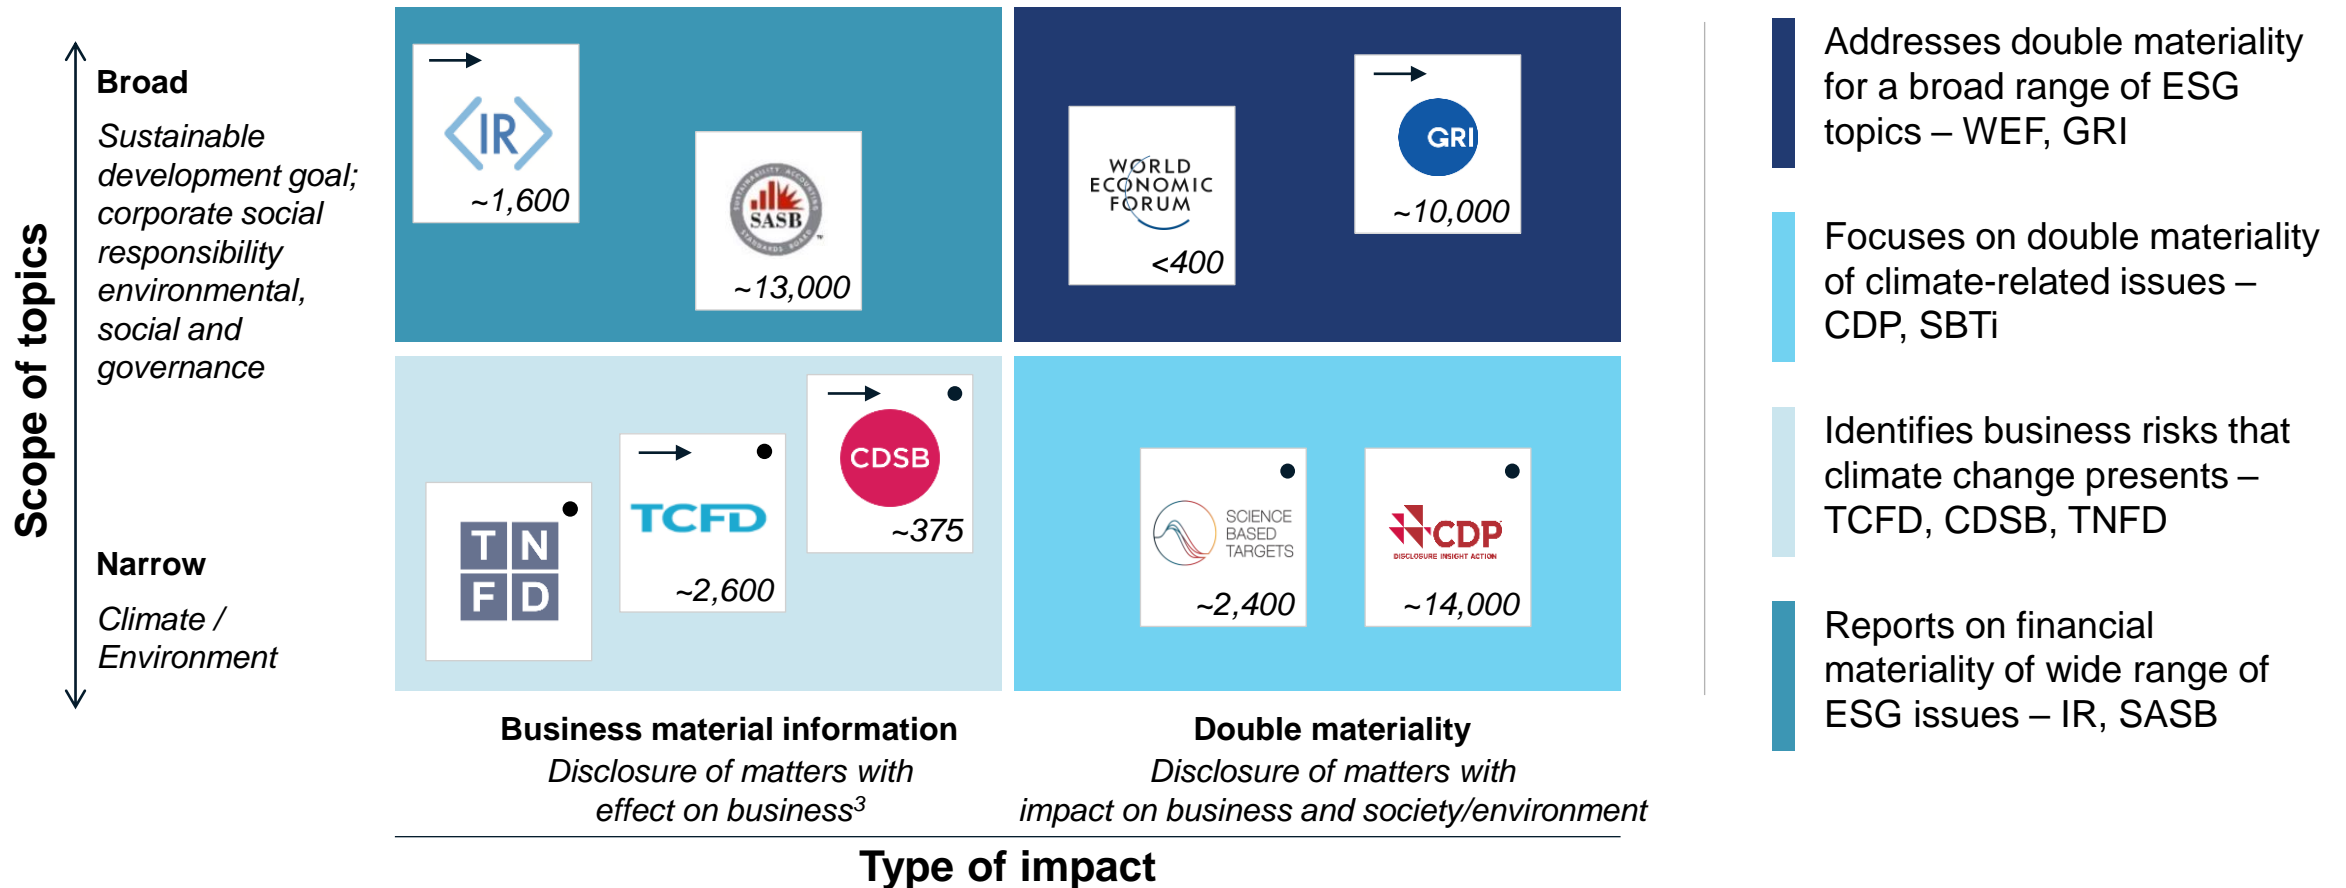 Scope of topics
Broad
Sustainable
development goal;
corporate social
responsibility
environmental,
social and
governance
Narrow
Climate /
Environment
IR
~1,600
SUSTAINABILITY ACCOUNTING
SASB
STANDARDS BOARD
TM
~13,000
WORLD
ECONOMIC
FORUM
<400
GRI
~10,000
T N
F D
TCFD
~2,600
CDSB
~375
SCIENCE
BASED
TARGETS
~2,400
CDP
DISCLOSURE INSIGHT ACTION
~14,000
Business material information
Disclosure of matters with
effect on business3
Double materiality
Disclosure of matters with
impact on business and society/environment
Type of impact
Addresses double materiality
for a broad range of ESG
topics – WEF, GRI
Focuses on double materiality
of climate-related issues –
CDP, SBTi
Identifies business risks that
climate change presents –
TCFD, CDSB, TNFD
Reports on financial
materiality of wide range of
ESG issues – IR, SASB